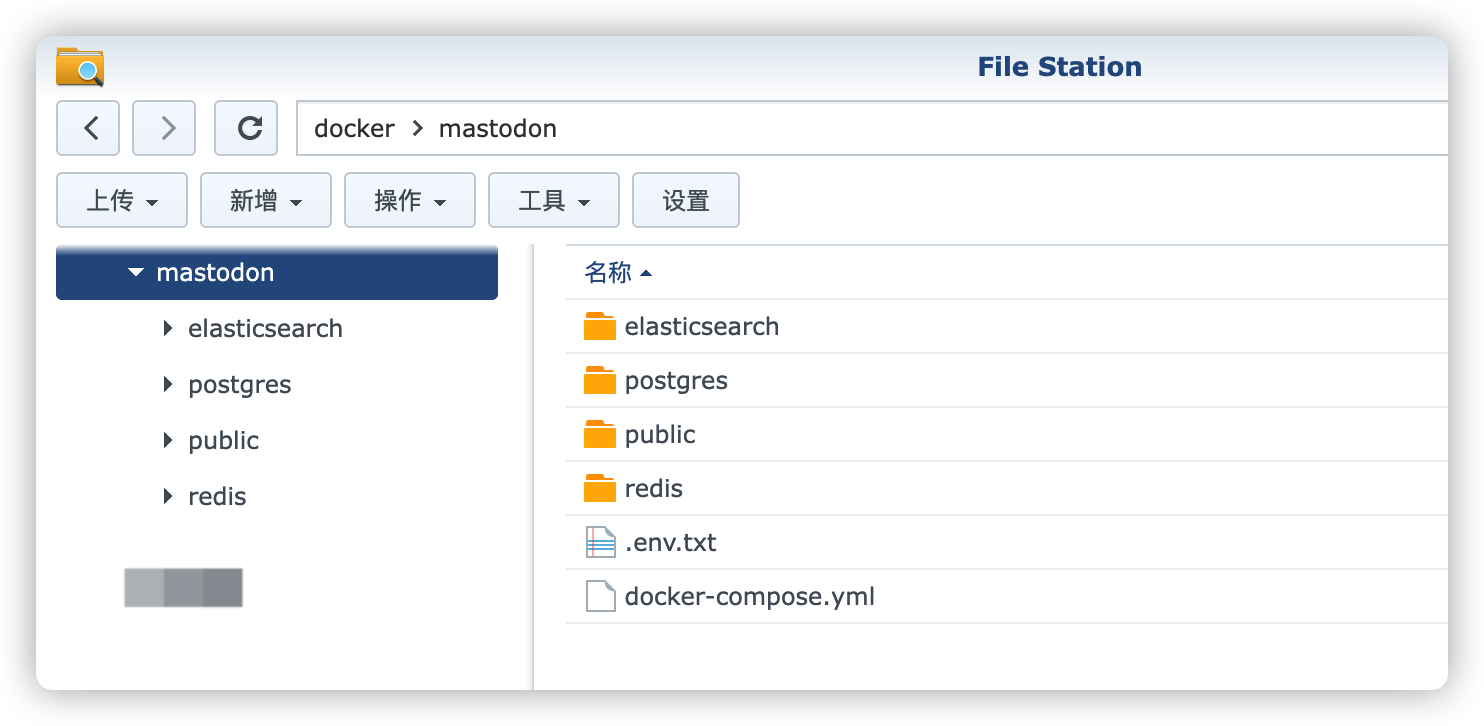 File Station
docker > mastodon
上传 新增 操作 工具 设置
mastodon
elasticsearch
postgres
public
redis
名称
elasticsearch
postgres
public
redis
.env.txt
docker-compose.yml